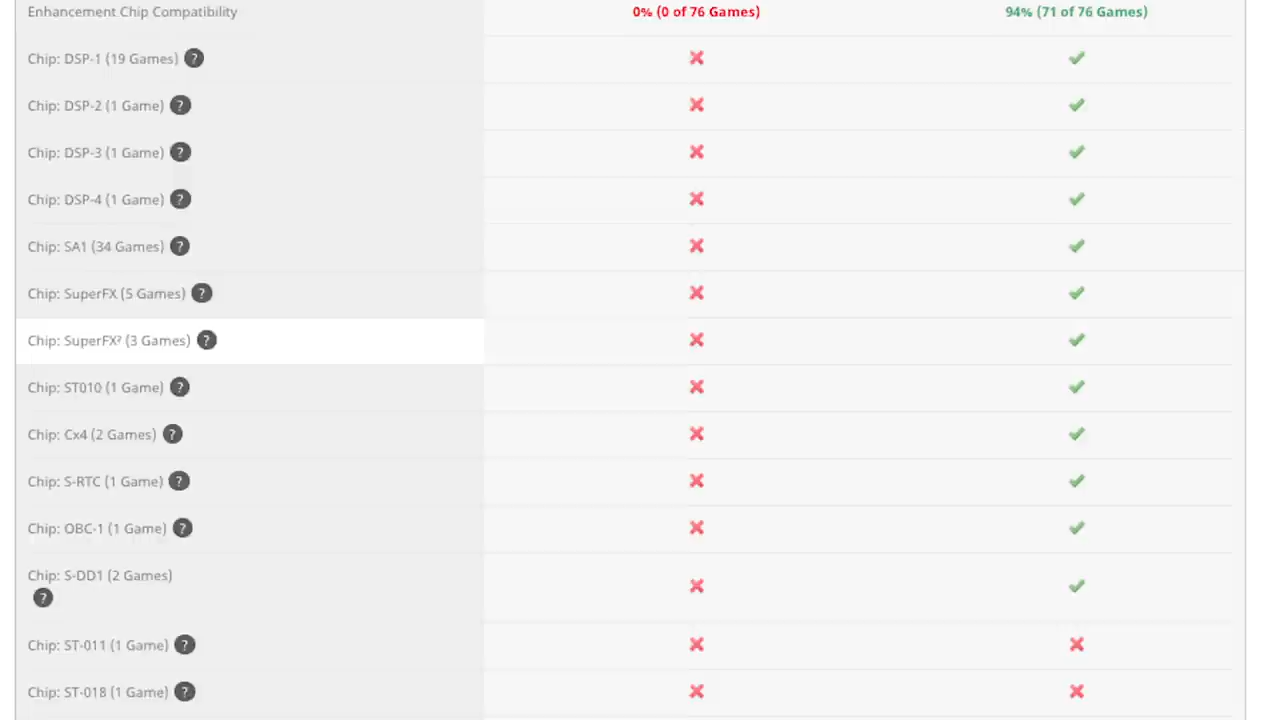 Enhancement Chip Compatibility 0% (0 of 76 Games) 94% (71 of 76 Games)
Chip: DSP-1 (19 Games) ?
Chip: DSP-2 (1 Game) ?
Chip: DSP-3 (1 Game) ?
Chip: DSP-4 (1 Game) ?
Chip: SA1 (34 Games) ?
Chip: SuperFX (5 Games) ?
Chip: SuperFX² (3 Games) ?
Chip: ST010 (1 Game) ?
Chip: Cx4 (2 Games) ?
Chip: S-RTC (1 Game) ?
Chip: OBC-1 (1 Game) ?
Chip: S-DD1 (2 Games)
?
Chip: ST-011 (1 Game) ?
Chip: ST-018 (1 Game) ?